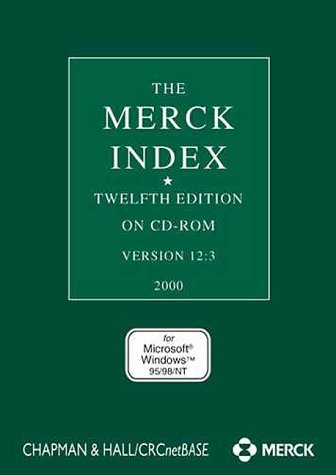 THE
MERCK
INDEX
★
TWELFTH EDITION
ON CD-ROM
VERSION 12:3
2000
for
Microsoft®
Windows™
95/98/NT
CHAPMAN & HALL/CRCnetBASE
MERCK